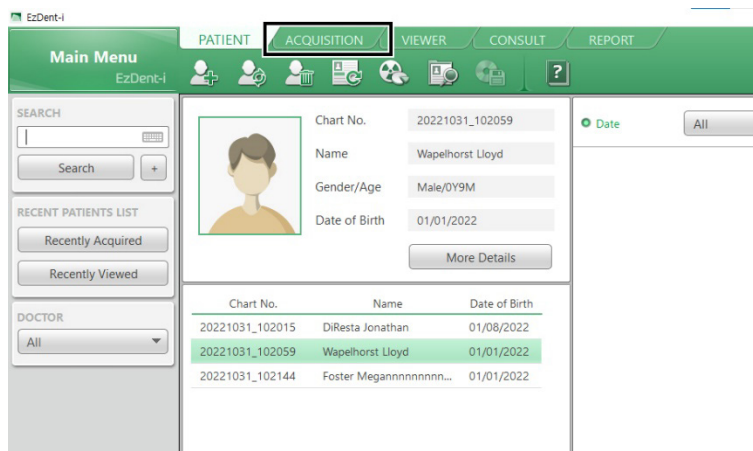 EzDent-i
Main Menu
EzDent-i
PATIENT ACQUISITION VIEWER CONSULT REPORT
?
SEARCH
Search +
RECENT PATIENTS LIST
Recently Acquired
Recently Viewed
DOCTOR
All
Chart No. 20221031_102059
Name Wapelhorst Lloyd
Gender/Age Male/0Y9M
Date of Birth 01/01/2022
More Details
Chart No. Name Date of Birth
20221031_102015 DiResta Jonathan 01/08/2022
20221031_102059 Wapelhorst Lloyd 01/01/2022
20221031_102144 Foster Megannnnnnnnn... 01/01/2022
Date All